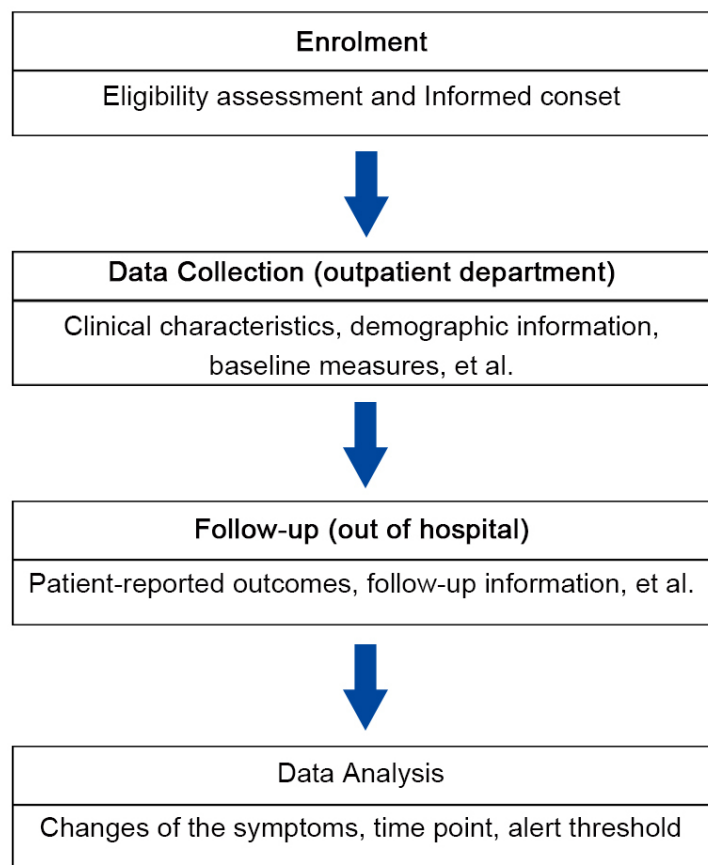 Enrolment
Eligibility assessment and Informed conset
Data Collection (outpatient department)
Clinical characteristics, demographic information,
baseline measures, et al.
Follow-up (out of hospital)
Patient-reported outcomes, follow-up information, et al.
Data Analysis
Changes of the symptoms, time point, alert threshold